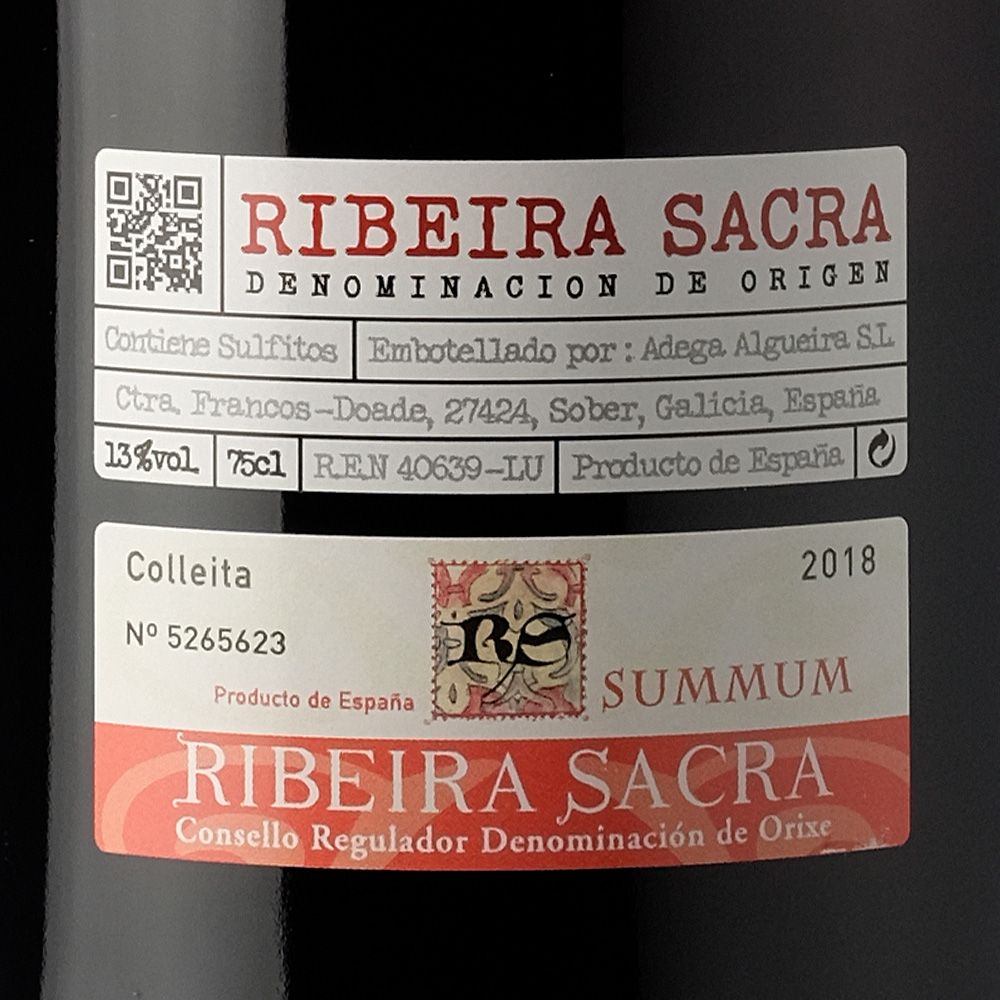 RIBEIRA SACRA
DENOMINACION DE ORIGEN
Contiene Sulfitos Embotellado por: Adega Algueira S.L
Ctra. Francos-Doade, 27424, Sober, Galicia, España
13%vol. 75cl R.E.N 40639-LU Producto de España
Colleita 2018
Nº 5265623
RS
Producto de España SUMMUM
RIBEIRA SACRA
Consello Regulador Denominación de Orixe